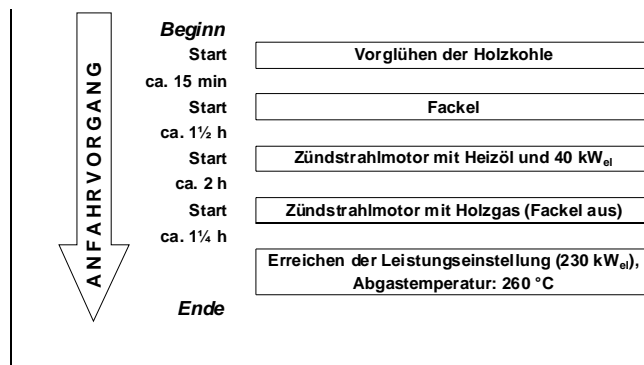 ANFAHRVORGANG
Beginn
Start
Vorglühen der Holzkohle
ca. 15 min
Start
Fackel
ca. 1½ h
Start
Zündstrahlmotor mit Heizöl und 40 kWel
ca. 2 h
Start
Zündstrahlmotor mit Holzgas (Fackel aus)
ca. 1¼ h
Erreichen der Leistungseinstellung (230 kWel),
Abgastemperatur: 260 °C
Ende